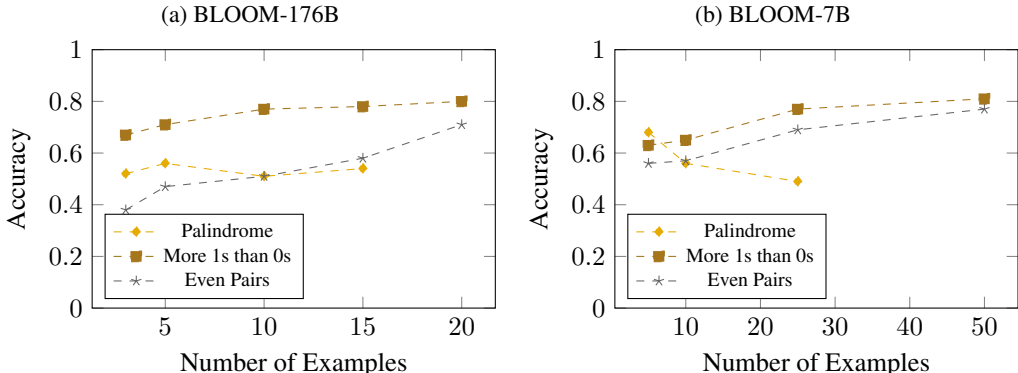 (a) BLOOM-176B
1
0.8
0.6
0.4
0.2
0
Accuracy
Palindrome
More 1s than 0s
Even Pairs
5 10 15 20
Number of Examples
(b) BLOOM-7B
1
0.8
0.6
0.4
0.2
0
Accuracy
Palindrome
More 1s than 0s
Even Pairs
10 20 30 40 50
Number of Examples